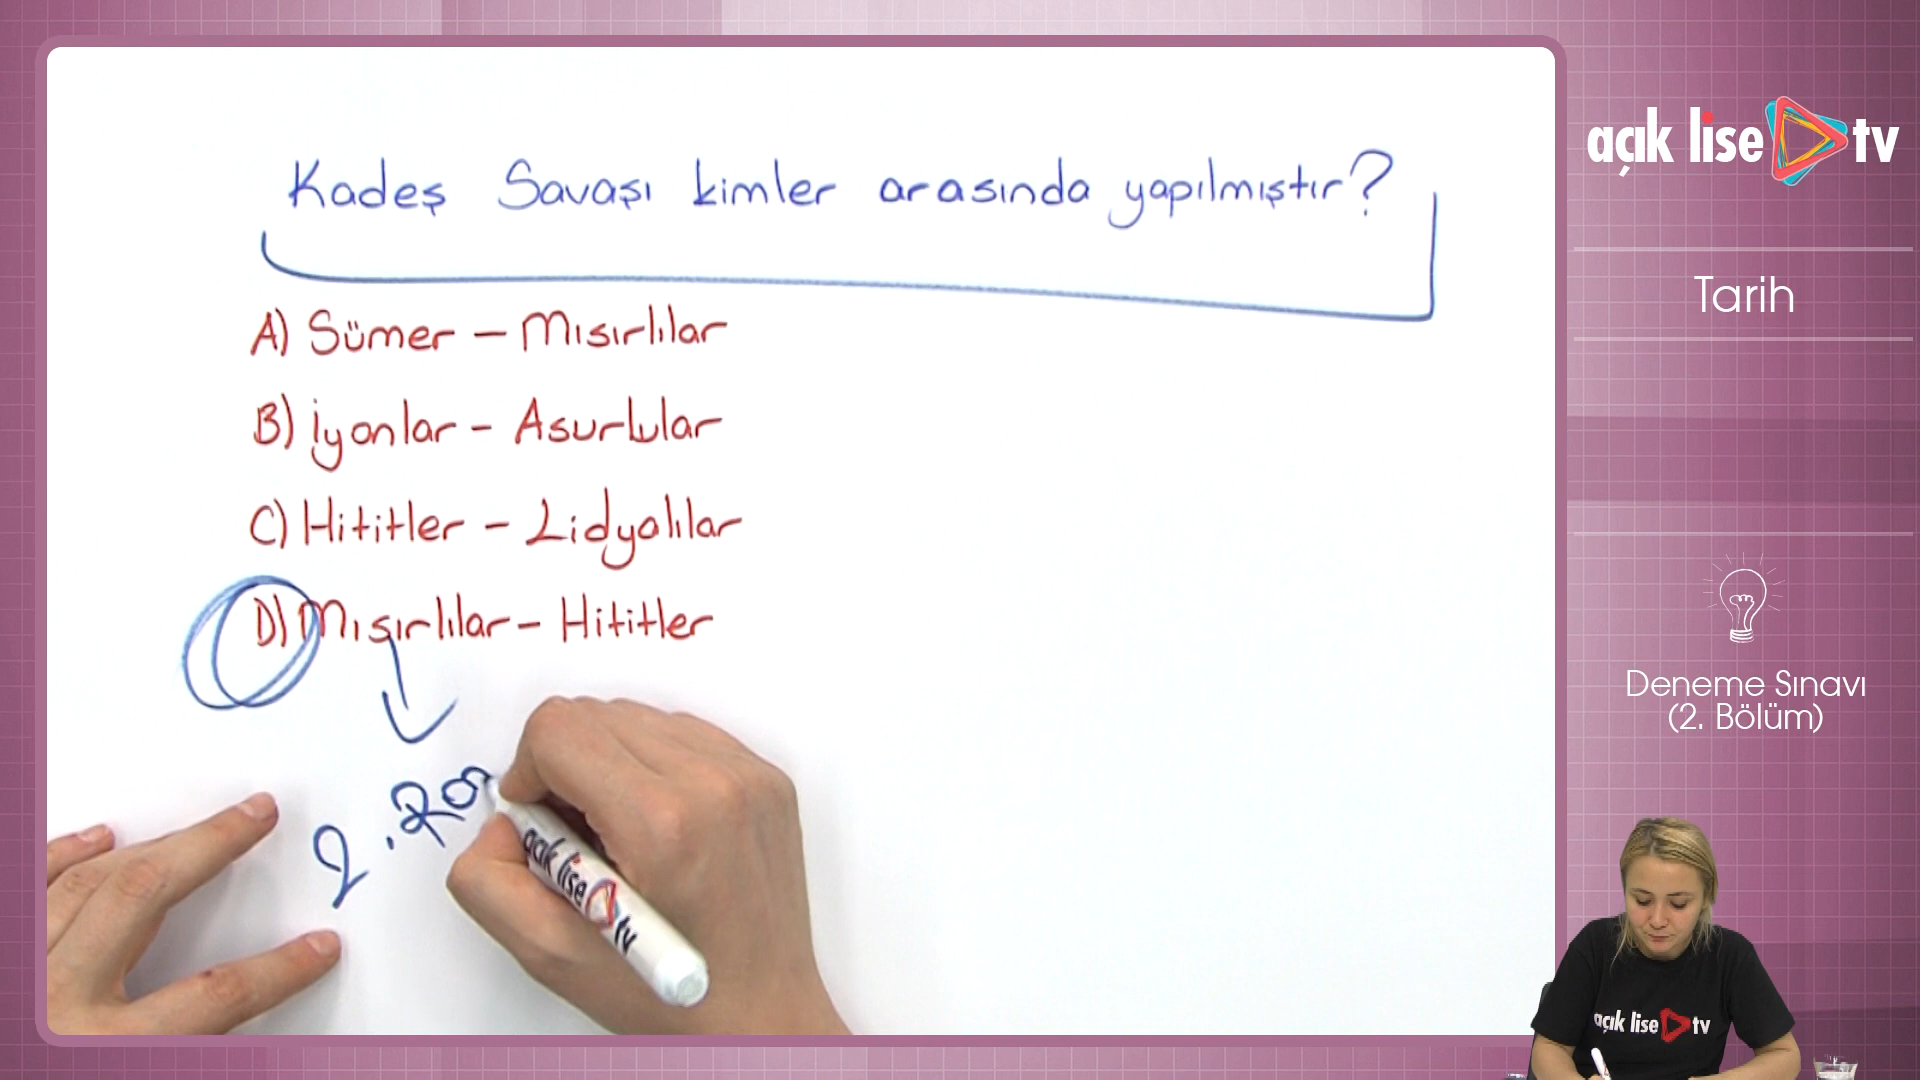 Kadeş Savaşı kimler arasında yapılmıştır?
A) Sümer – Mısırlılar
B) İyonlar – Asurlular
C) Hititler – Lidyalılar
D) Mısırlılar – Hititler
2. Ra
açık lise tv
açık lise tv
Tarih
Deneme Sınavı
(2. Bölüm)
açık lise tv